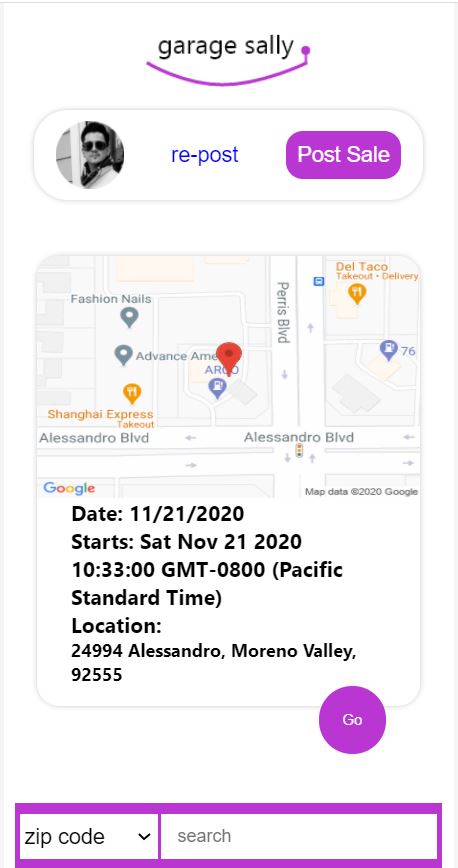 garage sally
re-post
Post Sale
Del Taco
Takeout • Delivery
Fashion Nails
Perris Blvd
Advance Ame
76
ARCO
Shanghai Express
Takeout
Alessandro Blvd
Alessandro Blvd
Google
Map data ©2020 Google
Date: 11/21/2020
Starts: Sat Nov 21 2020
10:33:00 GMT-0800 (Pacific
Standard Time)
Location:
24994 Alessandro, Moreno Valley,
92555
Go
zip code
search